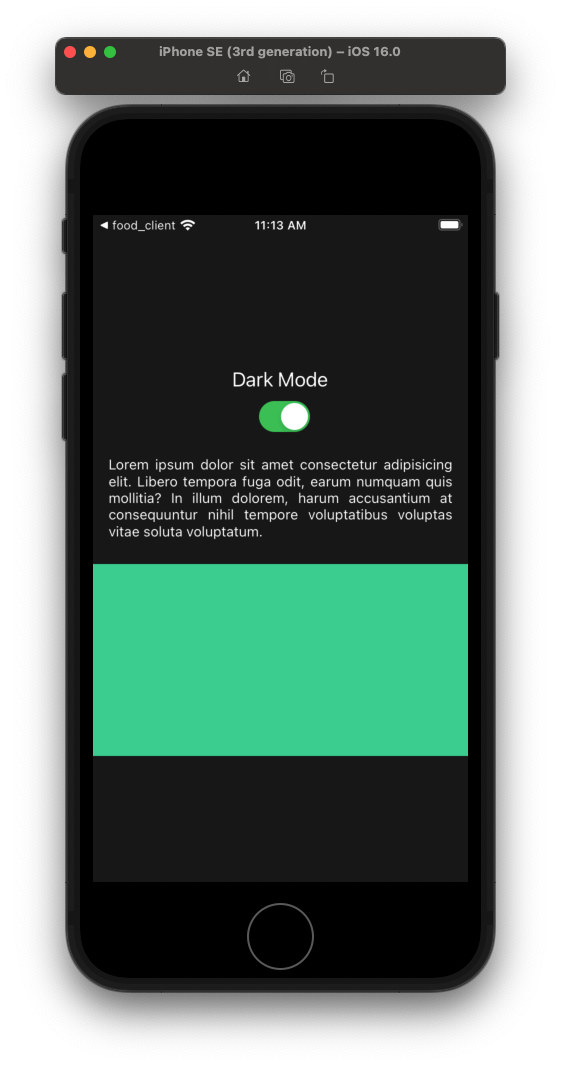 iPhone SE (3rd generation) – iOS 16.0
◀ food_client 11:13 AM
Dark Mode
Lorem ipsum dolor sit amet consectetur adipisicing
elit. Libero tempora fuga odit, earum numquam quis
mollitia? In illum dolorem, harum accusantium at
consequuntur nihil tempore voluptatibus voluptas
vitae soluta voluptatum.